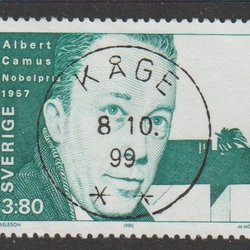 Albert
Camus
Nobelpris
1957
SVERIGE
3:80
KÅGE
8 10.
99
* *
1990